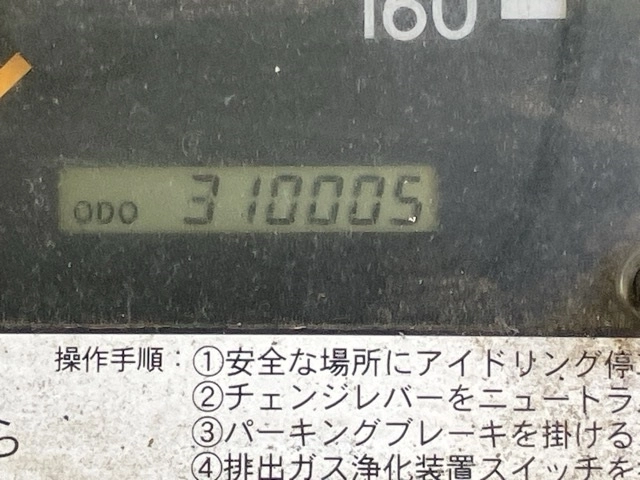 160
ODO 310005
操作手順：①安全な場所にアイドリング停
②チェンジレバーをニュートラ
③パーキングブレーキを掛ける
ら
④排出ガス浄化装置スイッチを